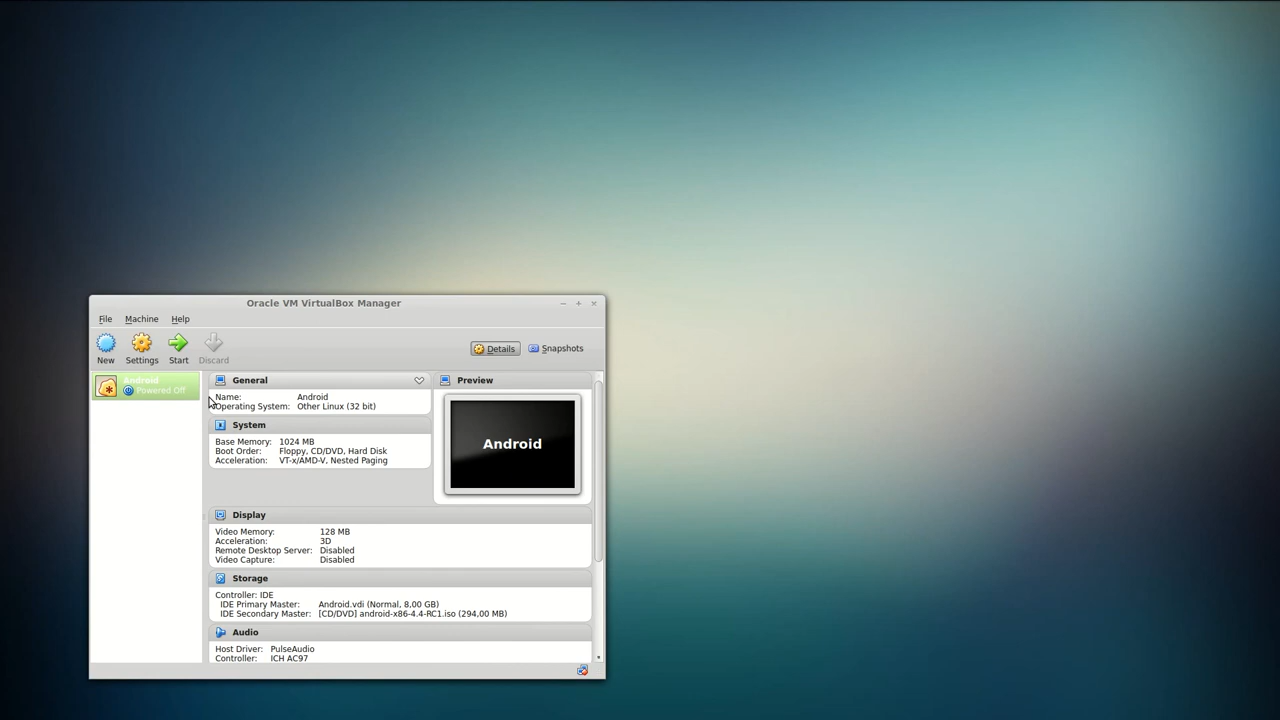 Oracle VM VirtualBox Manager
File Machine Help
New Settings Start Discard
Details Snapshots
Android
Powered Off
General
Name: Android
Operating System: Other Linux (32 bit)
System
Base Memory: 1024 MB
Boot Order: Floppy, CD/DVD, Hard Disk
Acceleration: VT-x/AMD-V, Nested Paging
Preview
Android
Display
Video Memory: 128 MB
Acceleration: 3D
Remote Desktop Server: Disabled
Video Capture: Disabled
Storage
Controller: IDE
IDE Primary Master: Android.vdi (Normal, 8,00 GB)
IDE Secondary Master: [CD/DVD] android-x86-4.4-RC1.iso (294,00 MB)
Audio
Host Driver: PulseAudio
Controller: ICH AC97